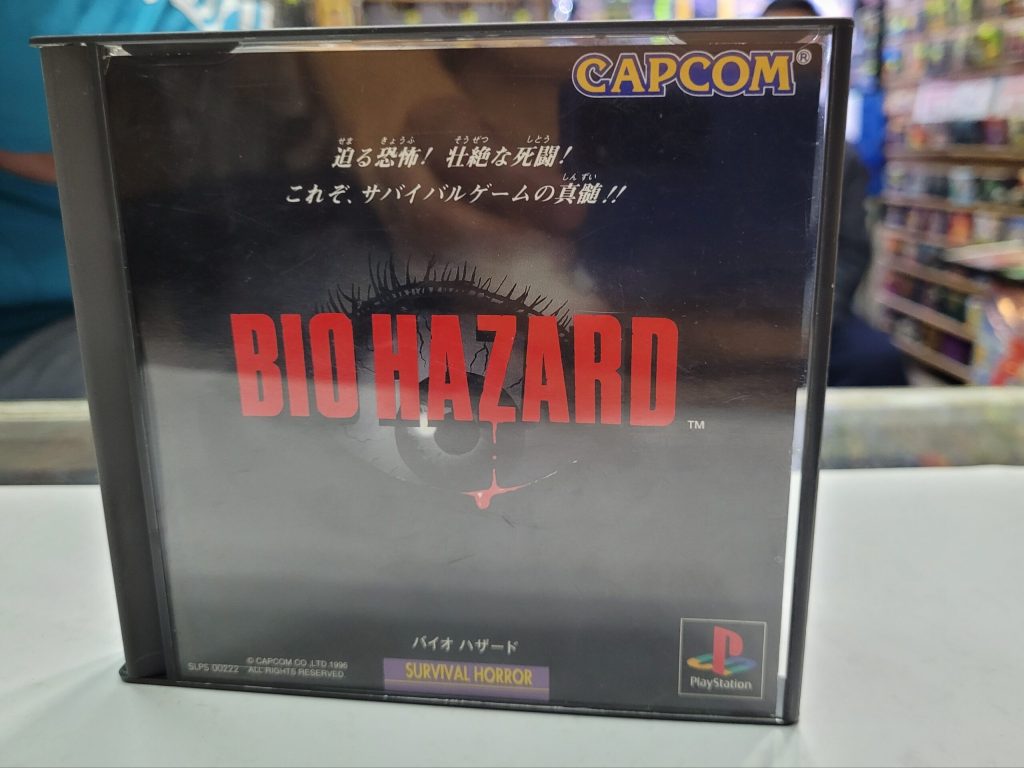 CAPCOM®
迫る恐怖! 壮絶な死闘!
これぞ、サバイバルゲームの真髄!!
BIO HAZARD™
バイオ ハザード
SLPS 00222
© CAPCOM CO.,LTD 1996
ALL RIGHTS RESERVED.
SURVIVAL HORROR
PlayStation